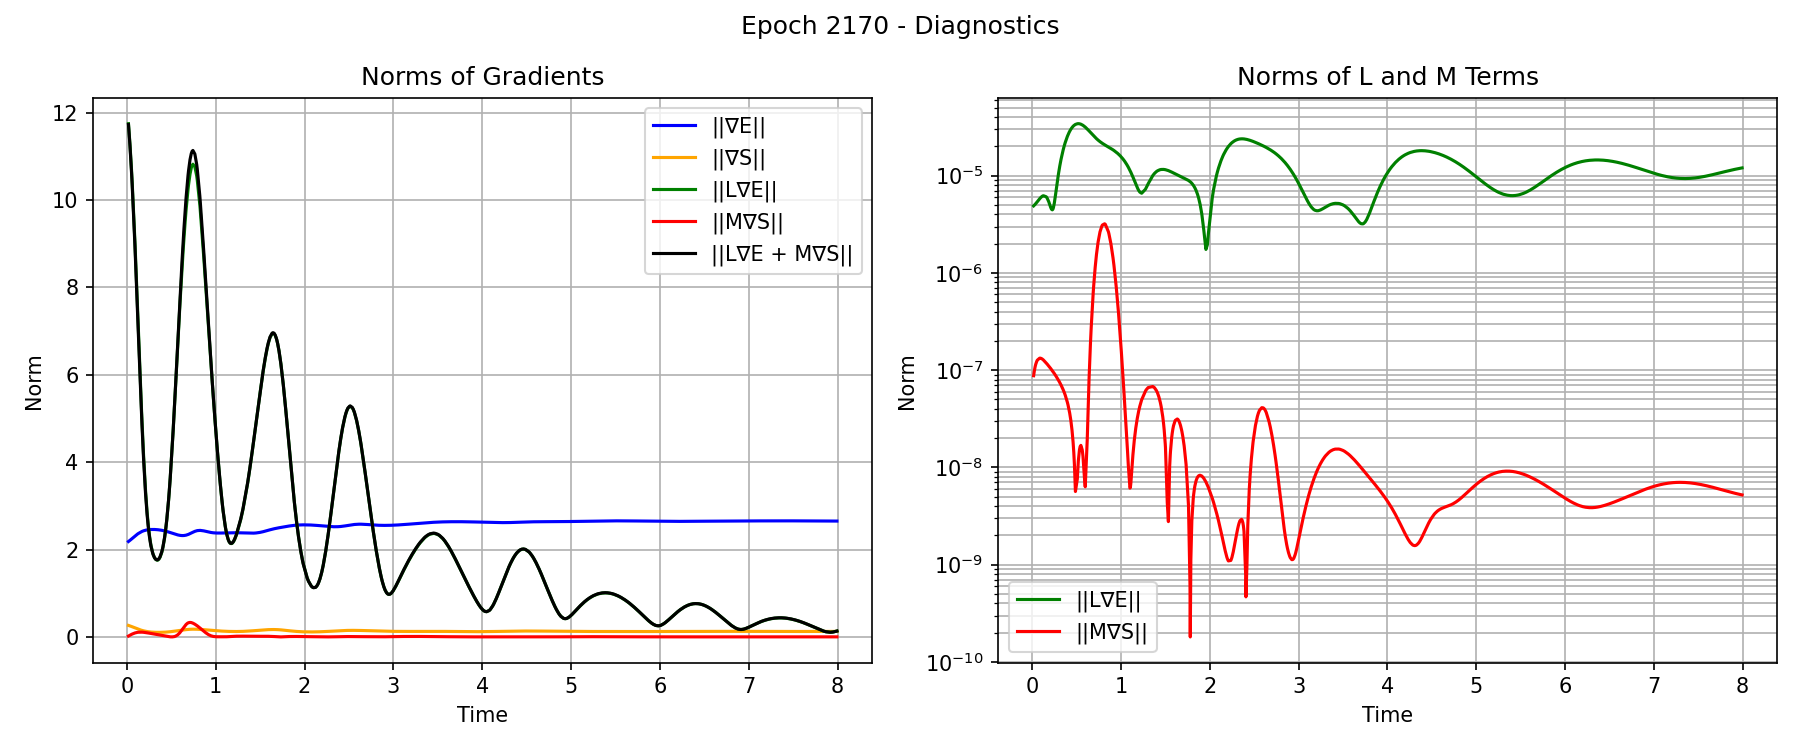 Epoch 2170 - Diagnostics
Norms of Gradients
Norm
12
10
8
6
4
2
0
||∇E||
||∇S||
||L∇E||
||M∇S||
||L∇E + M∇S||
0 1 2 3 4 5 6 7 8
Time
Norms of L and M Terms
Norm
10⁻⁵
10⁻⁶
10⁻⁷
10⁻⁸
10⁻⁹
10⁻¹⁰
||L∇E||
||M∇S||
0 1 2 3 4 5 6 7 8
Time